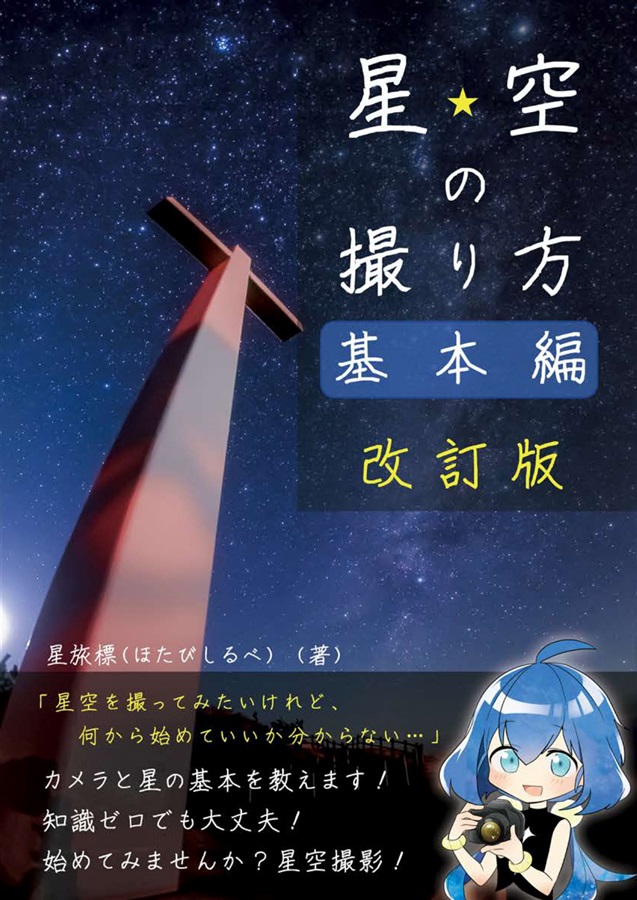 星★空
の
撮り方
基本編
改訂版
星旅標(ほたびしるべ) (著)
「星空を撮ってみたいけれど、
何から始めていいか分からない…」
カメラと星の基本を教えます!
知識ゼロでも大丈夫!
始めてみませんか?星空撮影!